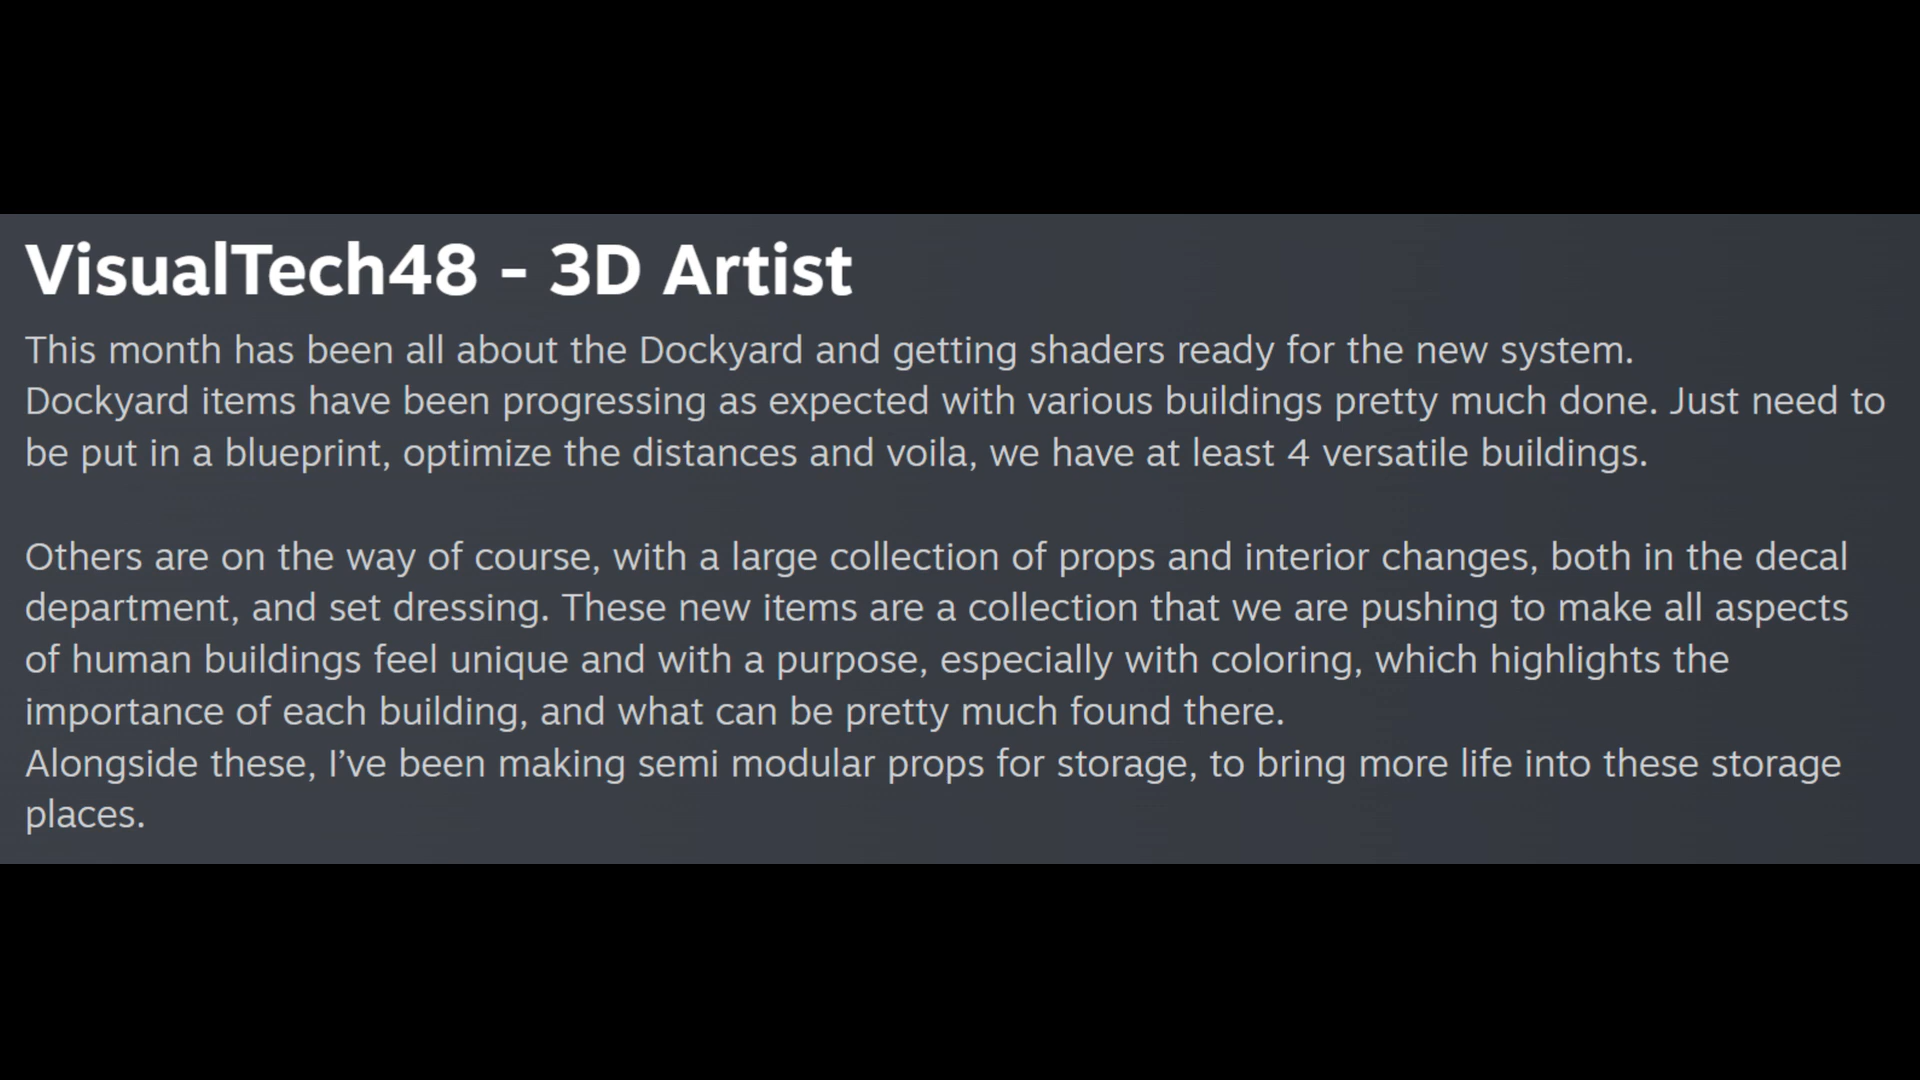 VisualTech48 - 3D Artist
This month has been all about the Dockyard and getting shaders ready for the new system.
Dockyard items have been progressing as expected with various buildings pretty much done. Just need to
be put in a blueprint, optimize the distances and voila, we have at least 4 versatile buildings.
Others are on the way of course, with a large collection of props and interior changes, both in the decal
department, and set dressing. These new items are a collection that we are pushing to make all aspects
of human buildings feel unique and with a purpose, especially with coloring, which highlights the
importance of each building, and what can be pretty much found there.
Alongside these, I’ve been making semi modular props for storage, to bring more life into these storage
places.